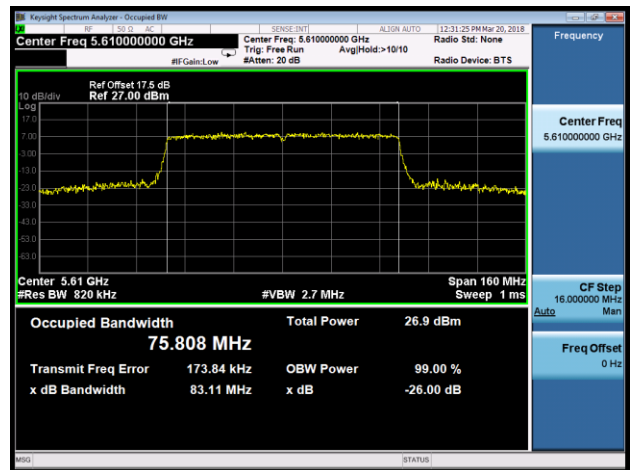 Keysight Spectrum Analyzer - Occupied BW
RF 50 Ω AC SENSE:INT ALIGN AUTO 12:31:25 PM Mar 20, 2018
Center Freq 5.610000000 GHz Center Freq: 5.610000000 GHz Radio Std: None
Trig: Free Run Avg|Hold:>10/10
#IFGain:Low #Atten: 20 dB Radio Device: BTS
Frequency
Ref Offset 17.5 dB
10 dB/div Ref 27.00 dBm
Log
17.0
7.00
-3.00
-13.0
-23.0
-33.0
-43.0
-53.0
-63.0
Center Freq
5.610000000 GHz
Center 5.61 GHz Span 160 MHz
#Res BW 820 kHz #VBW 2.7 MHz Sweep 1 ms
CF Step
16.000000 MHz
Auto Man
Occupied Bandwidth Total Power 26.9 dBm
75.808 MHz
Transmit Freq Error 173.84 kHz OBW Power 99.00 %
x dB Bandwidth 83.11 MHz x dB -26.00 dB
Freq Offset
0 Hz
MSG STATUS